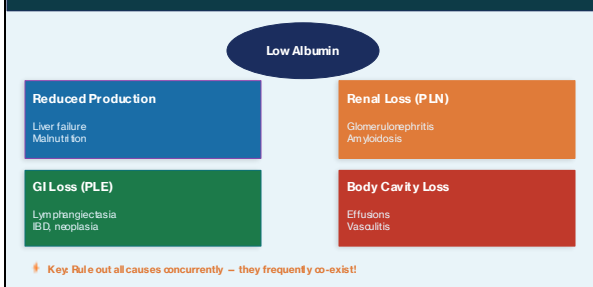 Low Albumin
Reduced Production
Liver failure
Malnutrition
Renal Loss (PLN)
Glomerulonephritis
Amyloidosis
GI Loss (PLE)
Lymphangiectasia
IBD, neoplasia
Body Cavity Loss
Effusions
Vasculitis
Key: Rule out all causes concurrently – they frequently co-exist!